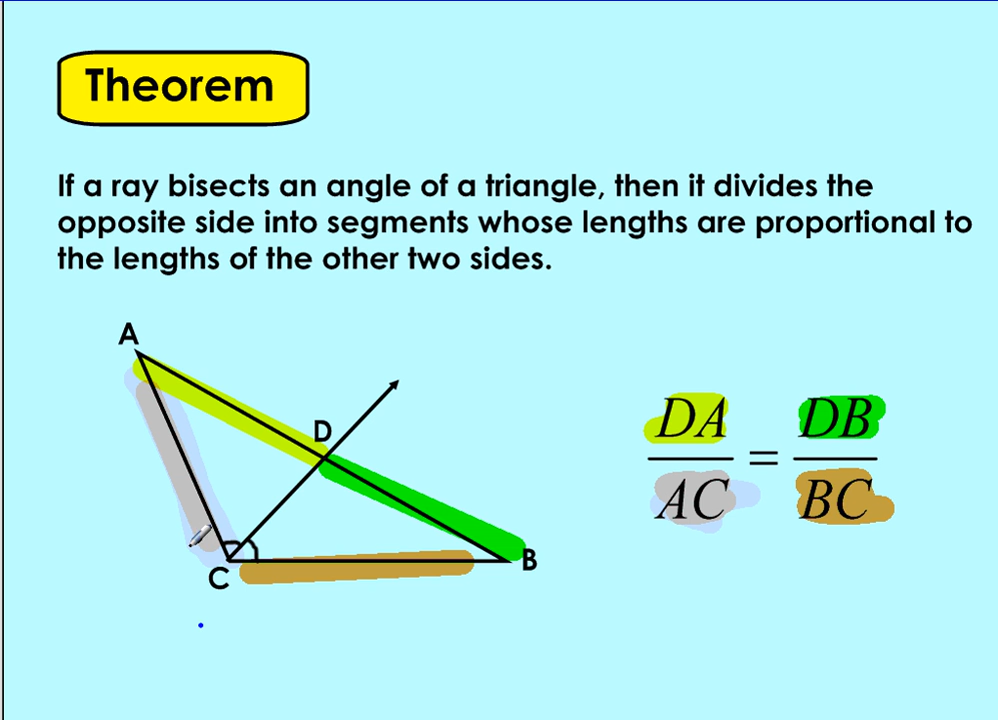 Theorem
If a ray bisects an angle of a triangle, then it divides the
opposite side into segments whose lengths are proportional to
the lengths of the other two sides.
A
D
B
C
DA DB
=
AC BC